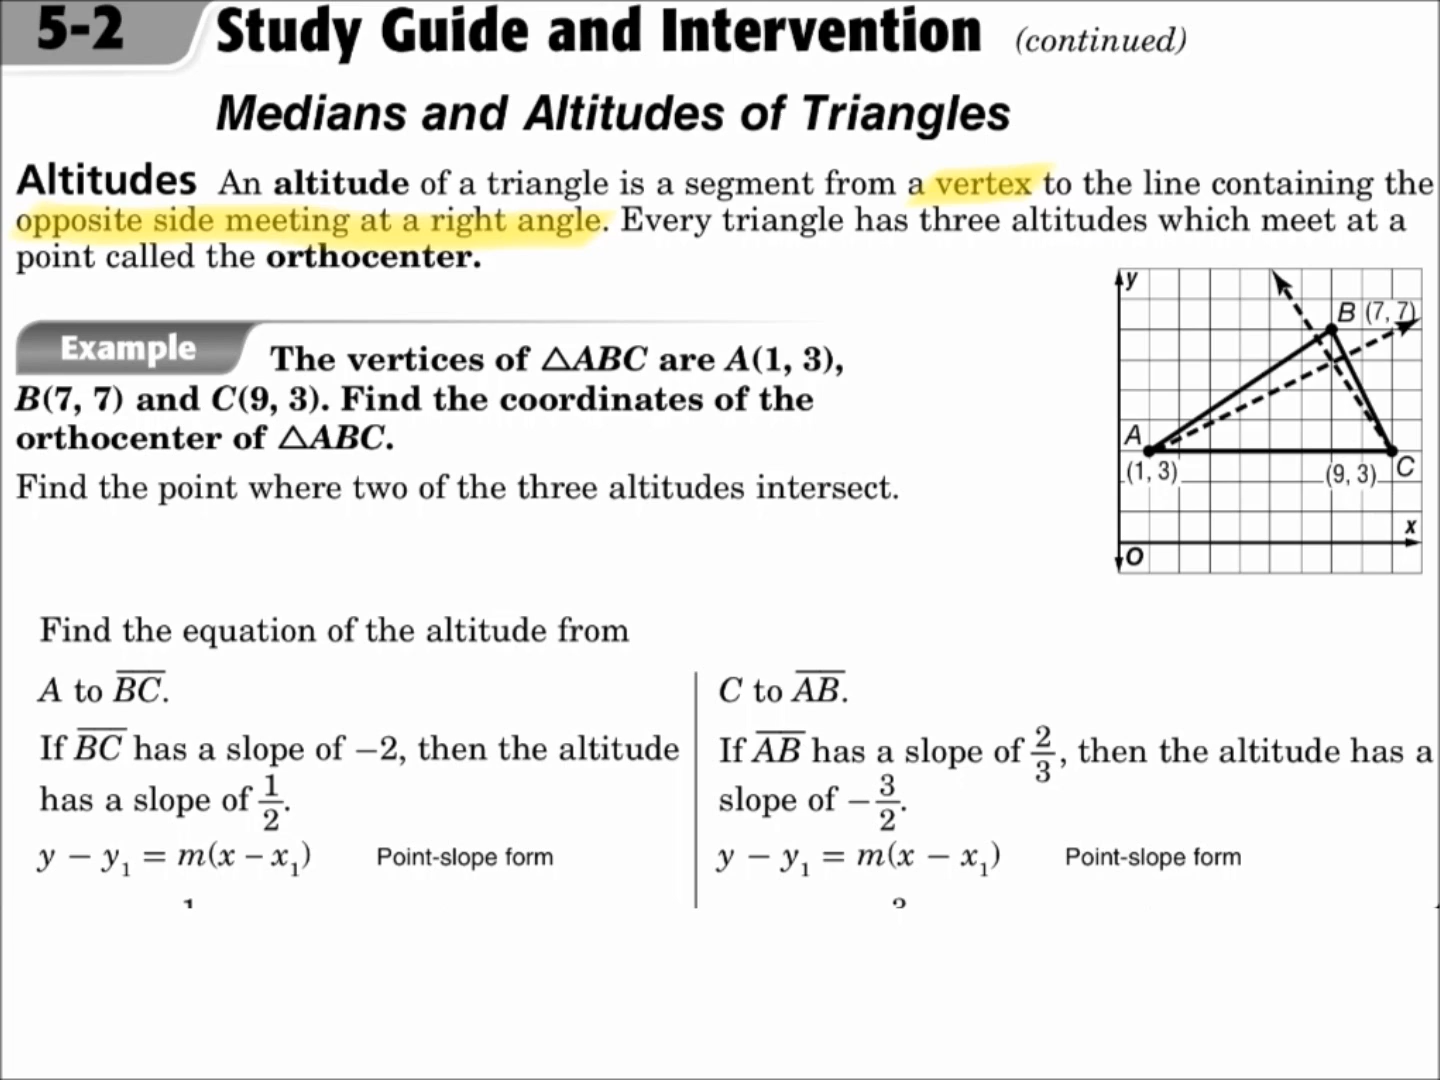 5-2 Study Guide and Intervention (continued)
Medians and Altitudes of Triangles
Altitudes An altitude of a triangle is a segment from a vertex to the line containing the
opposite side meeting at a right angle. Every triangle has three altitudes which meet at a
point called the orthocenter.
Example The vertices of △ABC are A(1, 3),
B(7, 7) and C(9, 3). Find the coordinates of the
orthocenter of △ABC.
Find the point where two of the three altitudes intersect.
y
B (7, 7)
A
(1, 3)
(9, 3) C
x
O
Find the equation of the altitude from
A to B̅C̅.
If B̅C̅ has a slope of −2, then the altitude
has a slope of 1/2.
y − y₁ = m(x − x₁) Point-slope form
C to A̅B̅.
If A̅B̅ has a slope of 2/3, then the altitude has a
slope of −3/2.
y − y₁ = m(x − x₁) Point-slope form